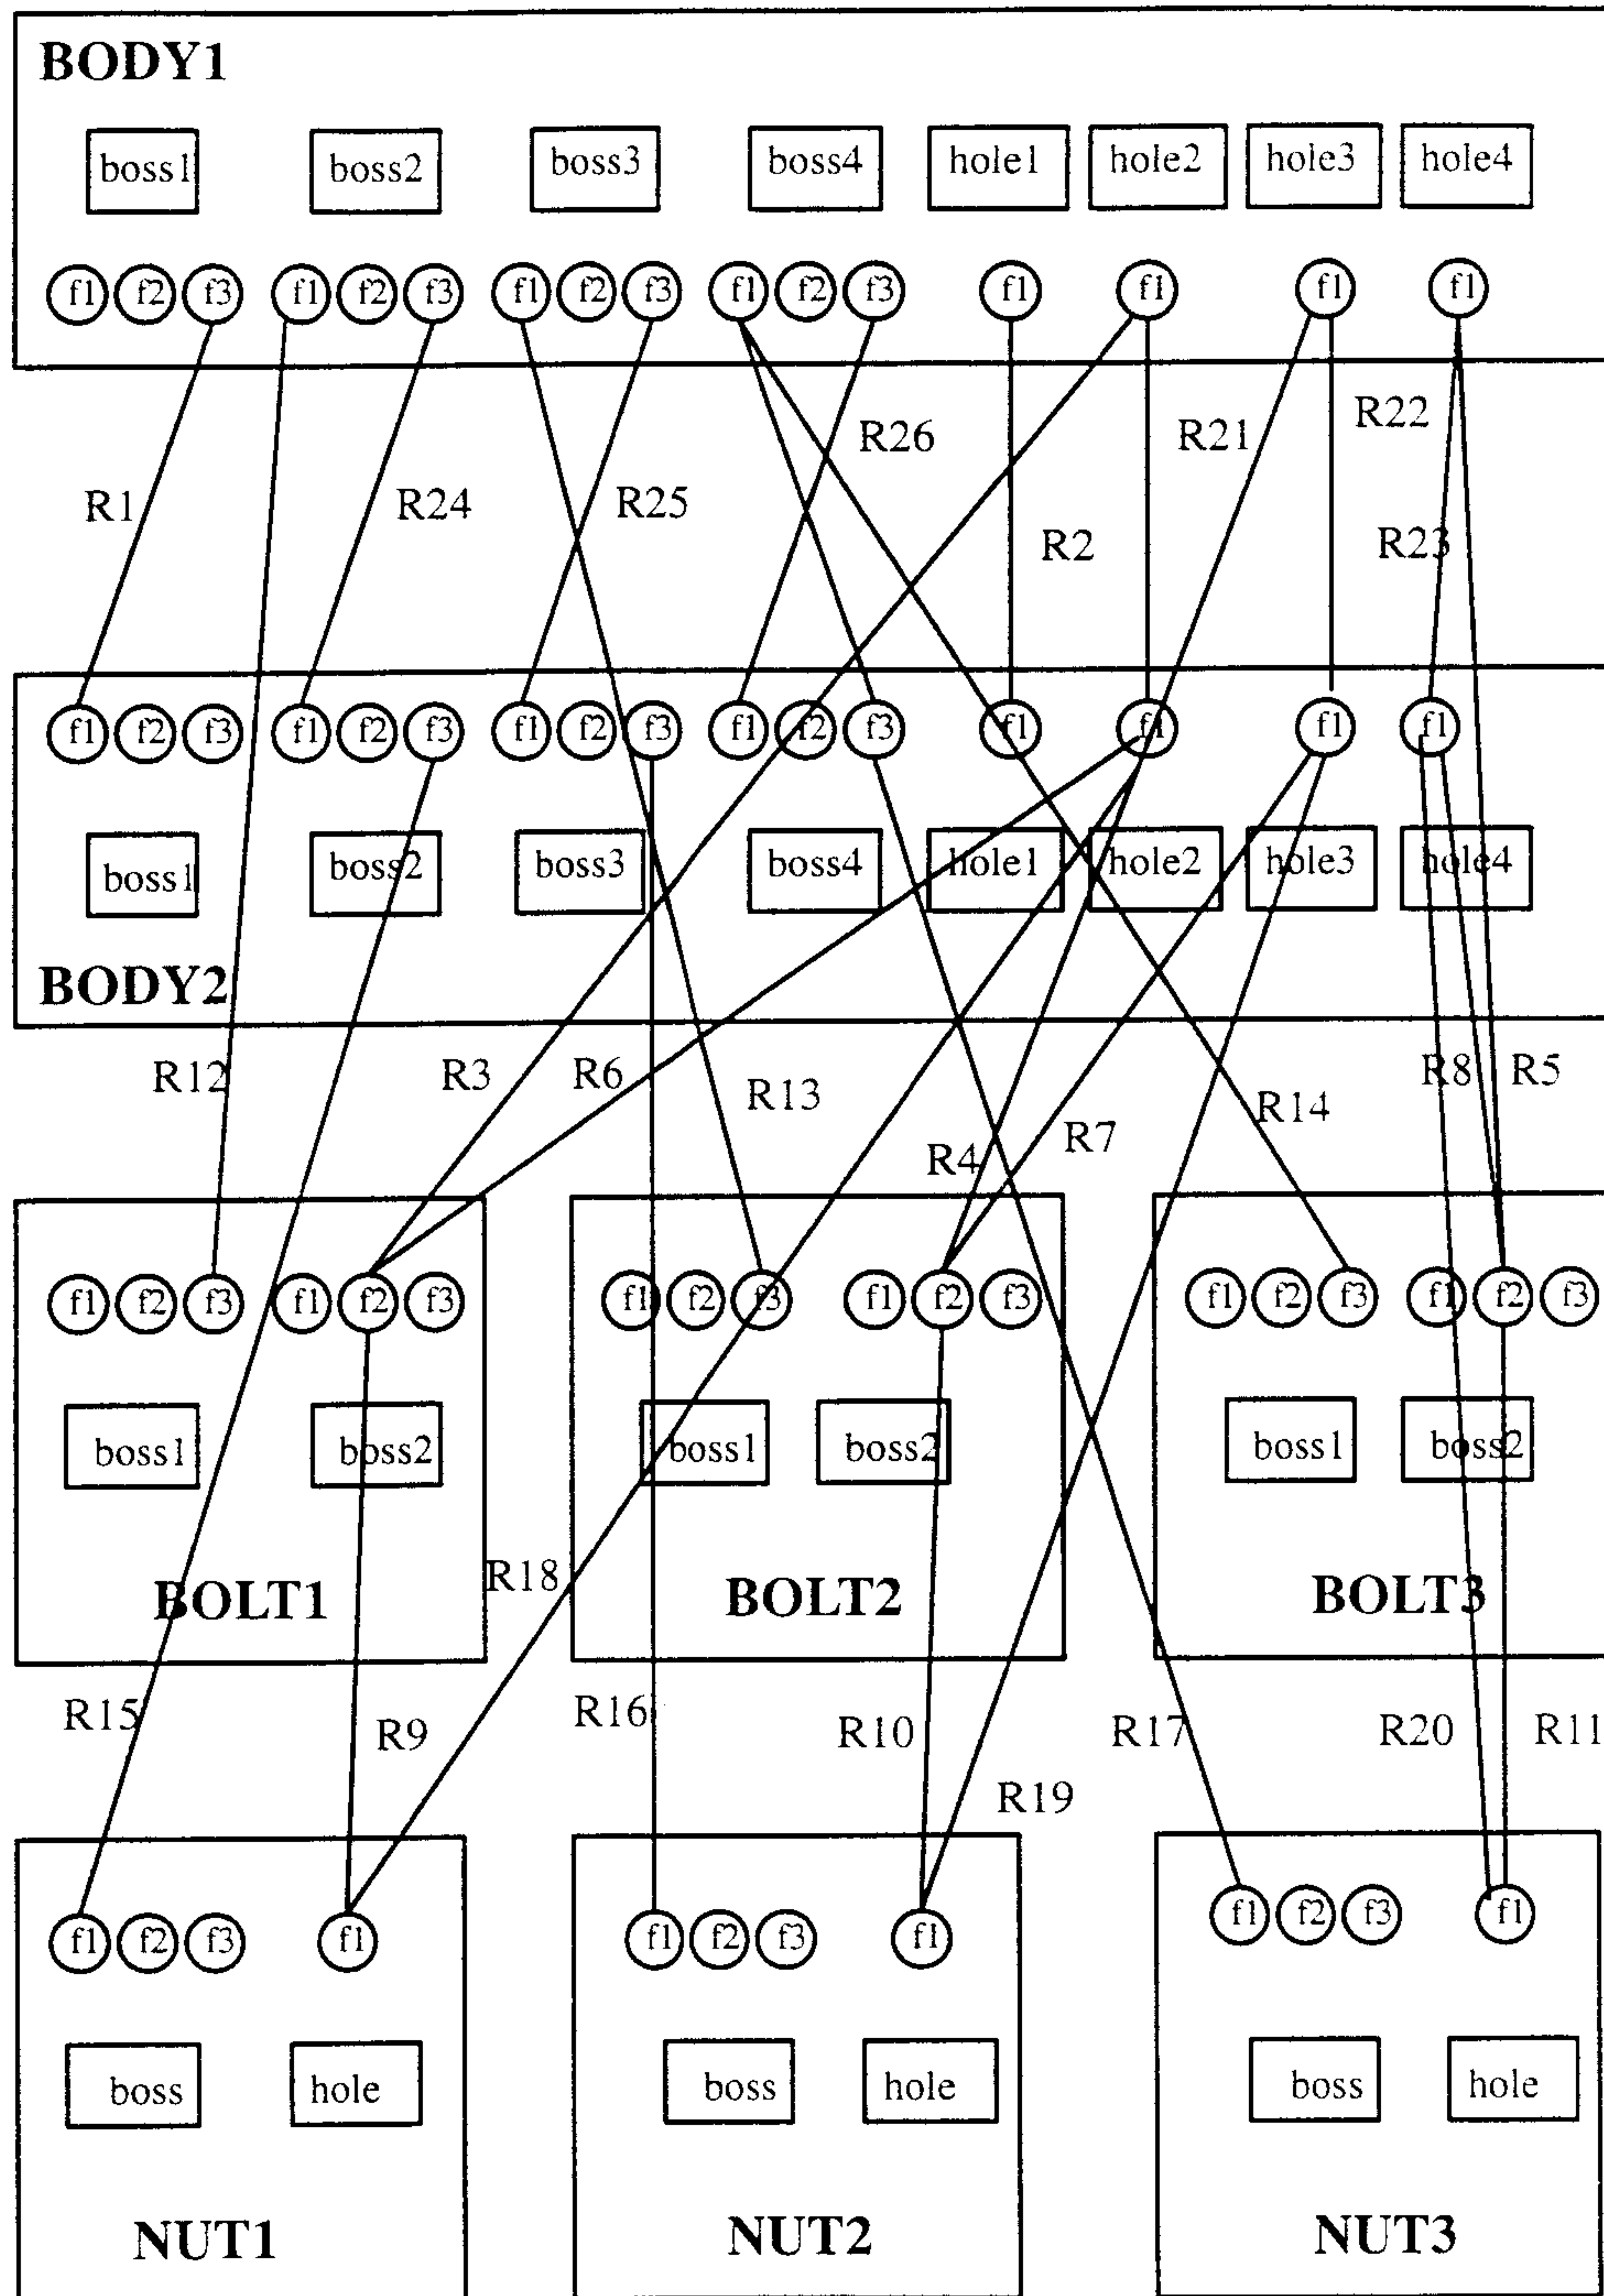 BODY1
boss1 boss2 boss3 boss4 hole1 hole2 hole3 hole4
f1 f2 f3 f1 f2 f3 f1 f2 f3 f1 f2 f3 f1 f1 f1 f1
R22
R26 R21
R1 R24 R25
R2 R23
f1 f2 f3 f1 f2 f3 f1 f2 f3 f1 f2 f3 f1 f1 f1 f1
boss1 boss2 boss3 boss4 hole1 hole2 hole3 hole4
BODY2
R12 R3 R6 R13 R8 R5
R14
R4 R7
f1 f2 f3 f1 f2 f3 f1 f2 f3 f1 f2 f3 f1 f2 f3 f1 f2 f3
boss1 boss2 boss1 boss2 boss1 boss2
R18
BOLT1 BOLT2 BOLT3
R15 R9 R16 R10 R17 R20 R11
R19
f1 f2 f3 f1 f1 f2 f3 f1 f1 f2 f3 f1
boss hole boss hole boss hole
NUT1 NUT2 NUT3